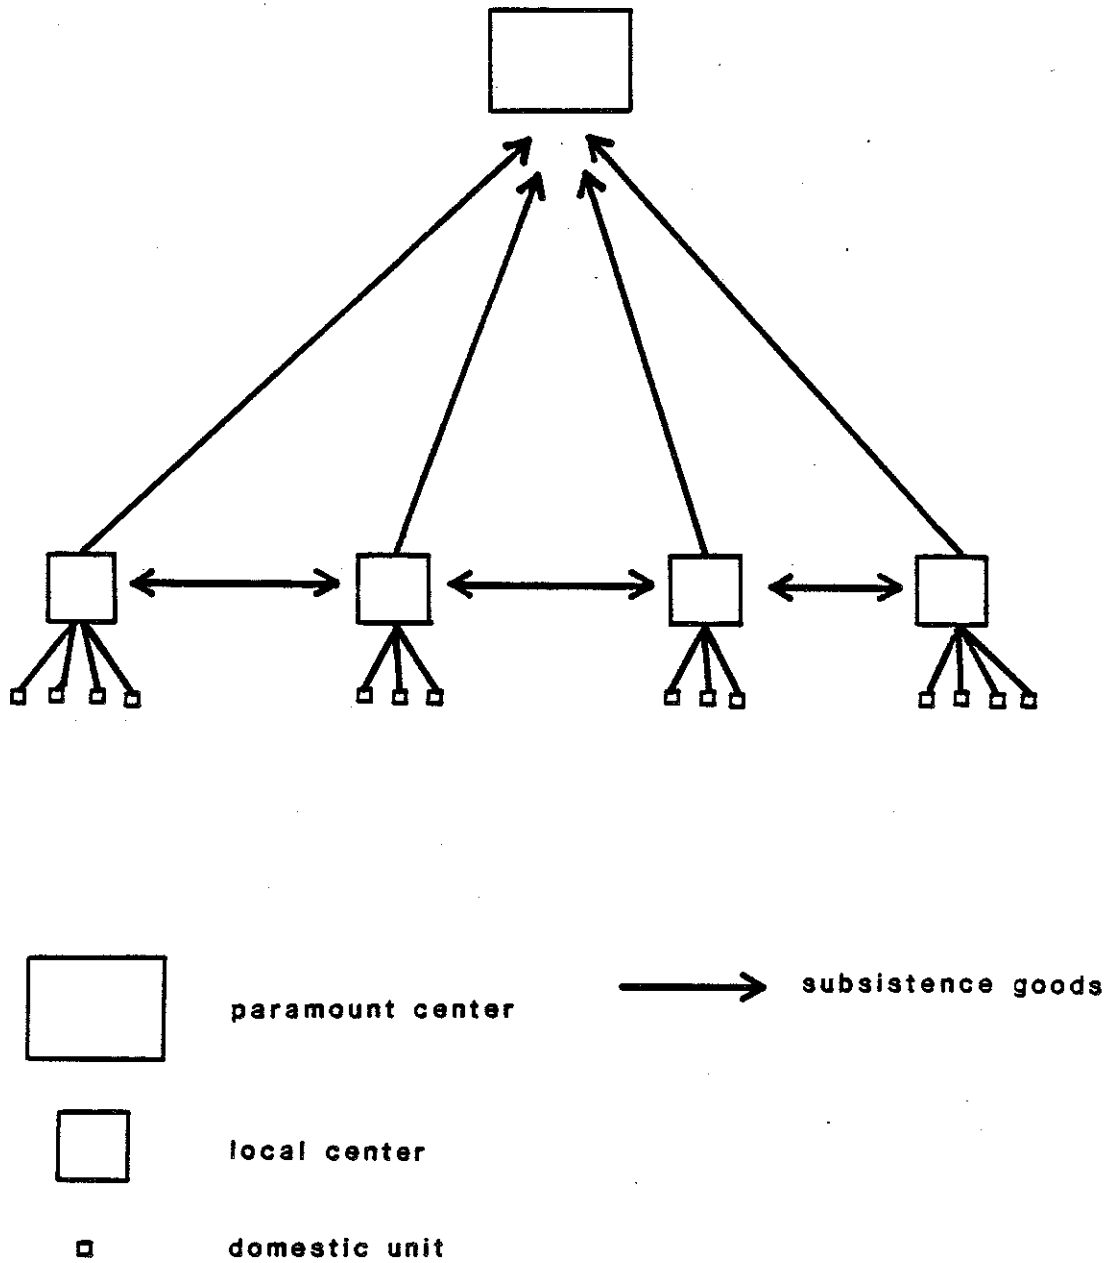 paramount center
subsistence goods
local center
domestic unit